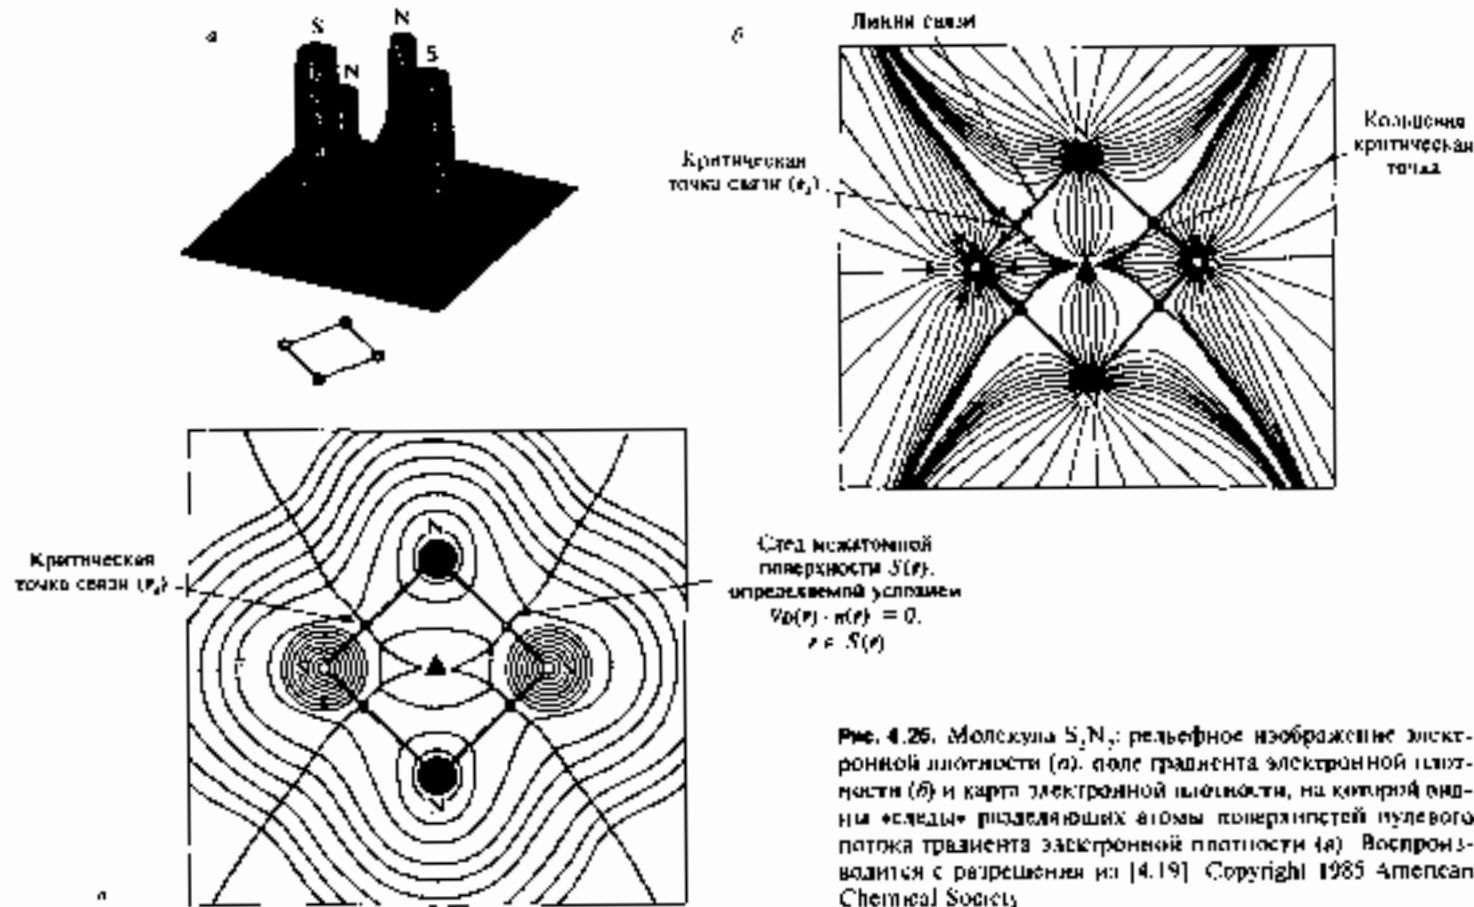 а
S
N
N
S
б
Линии связи
Критическая
точка связи (r_s)
Кольцевая
критическая
точка
N
N
Критическая
точка связи (r_s)
N
N
След межатомной
поверхности S(r),
определяемой условием
∇ρ(r) · n(r) = 0,
r ∈ S(r)
в
Рис. 4.26. Молекула S₂N₂: рельефное изображение элект-
ронной плотности (а), поле градиента электронной плот-
ности (б) и карта электронной плотности, на которой вид-
ны «следы» разделяющих атомы поверхностей нулевого
потока градиента электронной плотности (в). Воспроиз-
водится с разрешения из [4.19]. Copyright 1985 American
Chemical Society